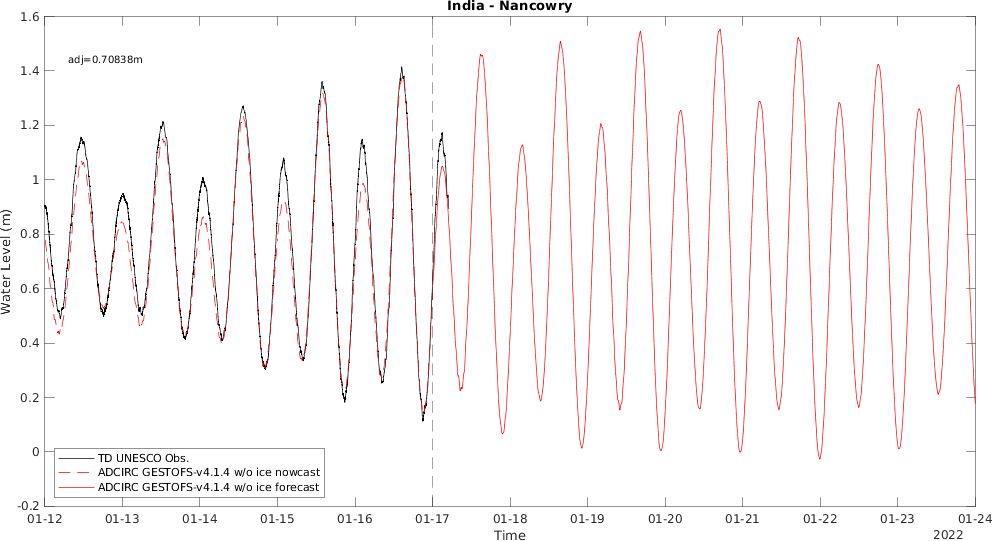 India - Nancowry
1.6
1.4
1.2
1
0.8
0.6
0.4
0.2
0
-0.2
Water Level (m)
adj=0.70838m
TD UNESCO Obs.
ADCIRC GESTOFS-v4.1.4 w/o ice nowcast
ADCIRC GESTOFS-v4.1.4 w/o ice forecast
01-12 01-13 01-14 01-15 01-16 01-17 01-18 01-19 01-20 01-21 01-22 01-23 01-24
Time
2022